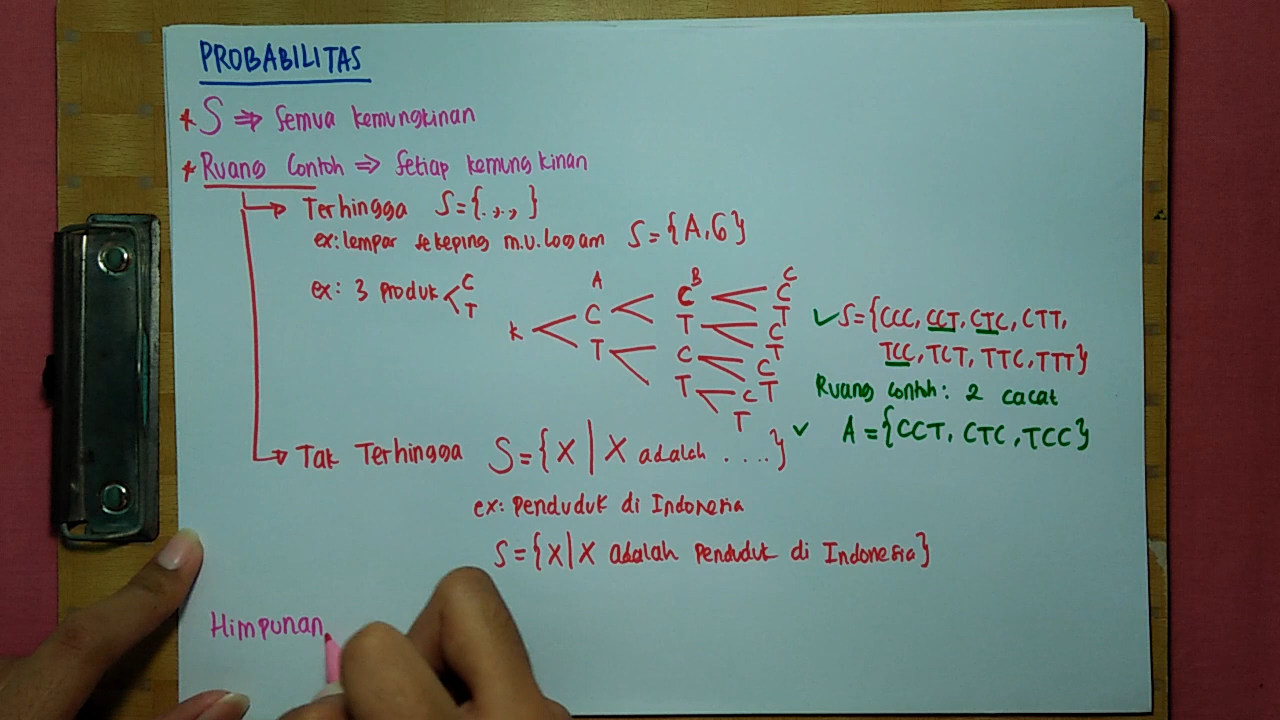 PROBABILITAS
* S ⇒ Semua kemungkinan
* Ruang Contoh ⇒ Setiap kemungkinan
→ Terhingga S={.,.,}
ex: lempar sekeping m.u.logam S={A,G}
ex: 3 produk < C T
A B C
K C T C T C T C T C T C T C T
✓ S={CCC, CCT, CTC, CTT,
TCC, TCT, TTC, TTT}
Ruang contoh: 2 cacat
✓ A={CCT, CTC, TCC}
→ Tak Terhingga S={X|X adalah ....}
ex: Penduduk di Indonesia
S={X|X adalah Penduduk di Indonesia}
Himpunan